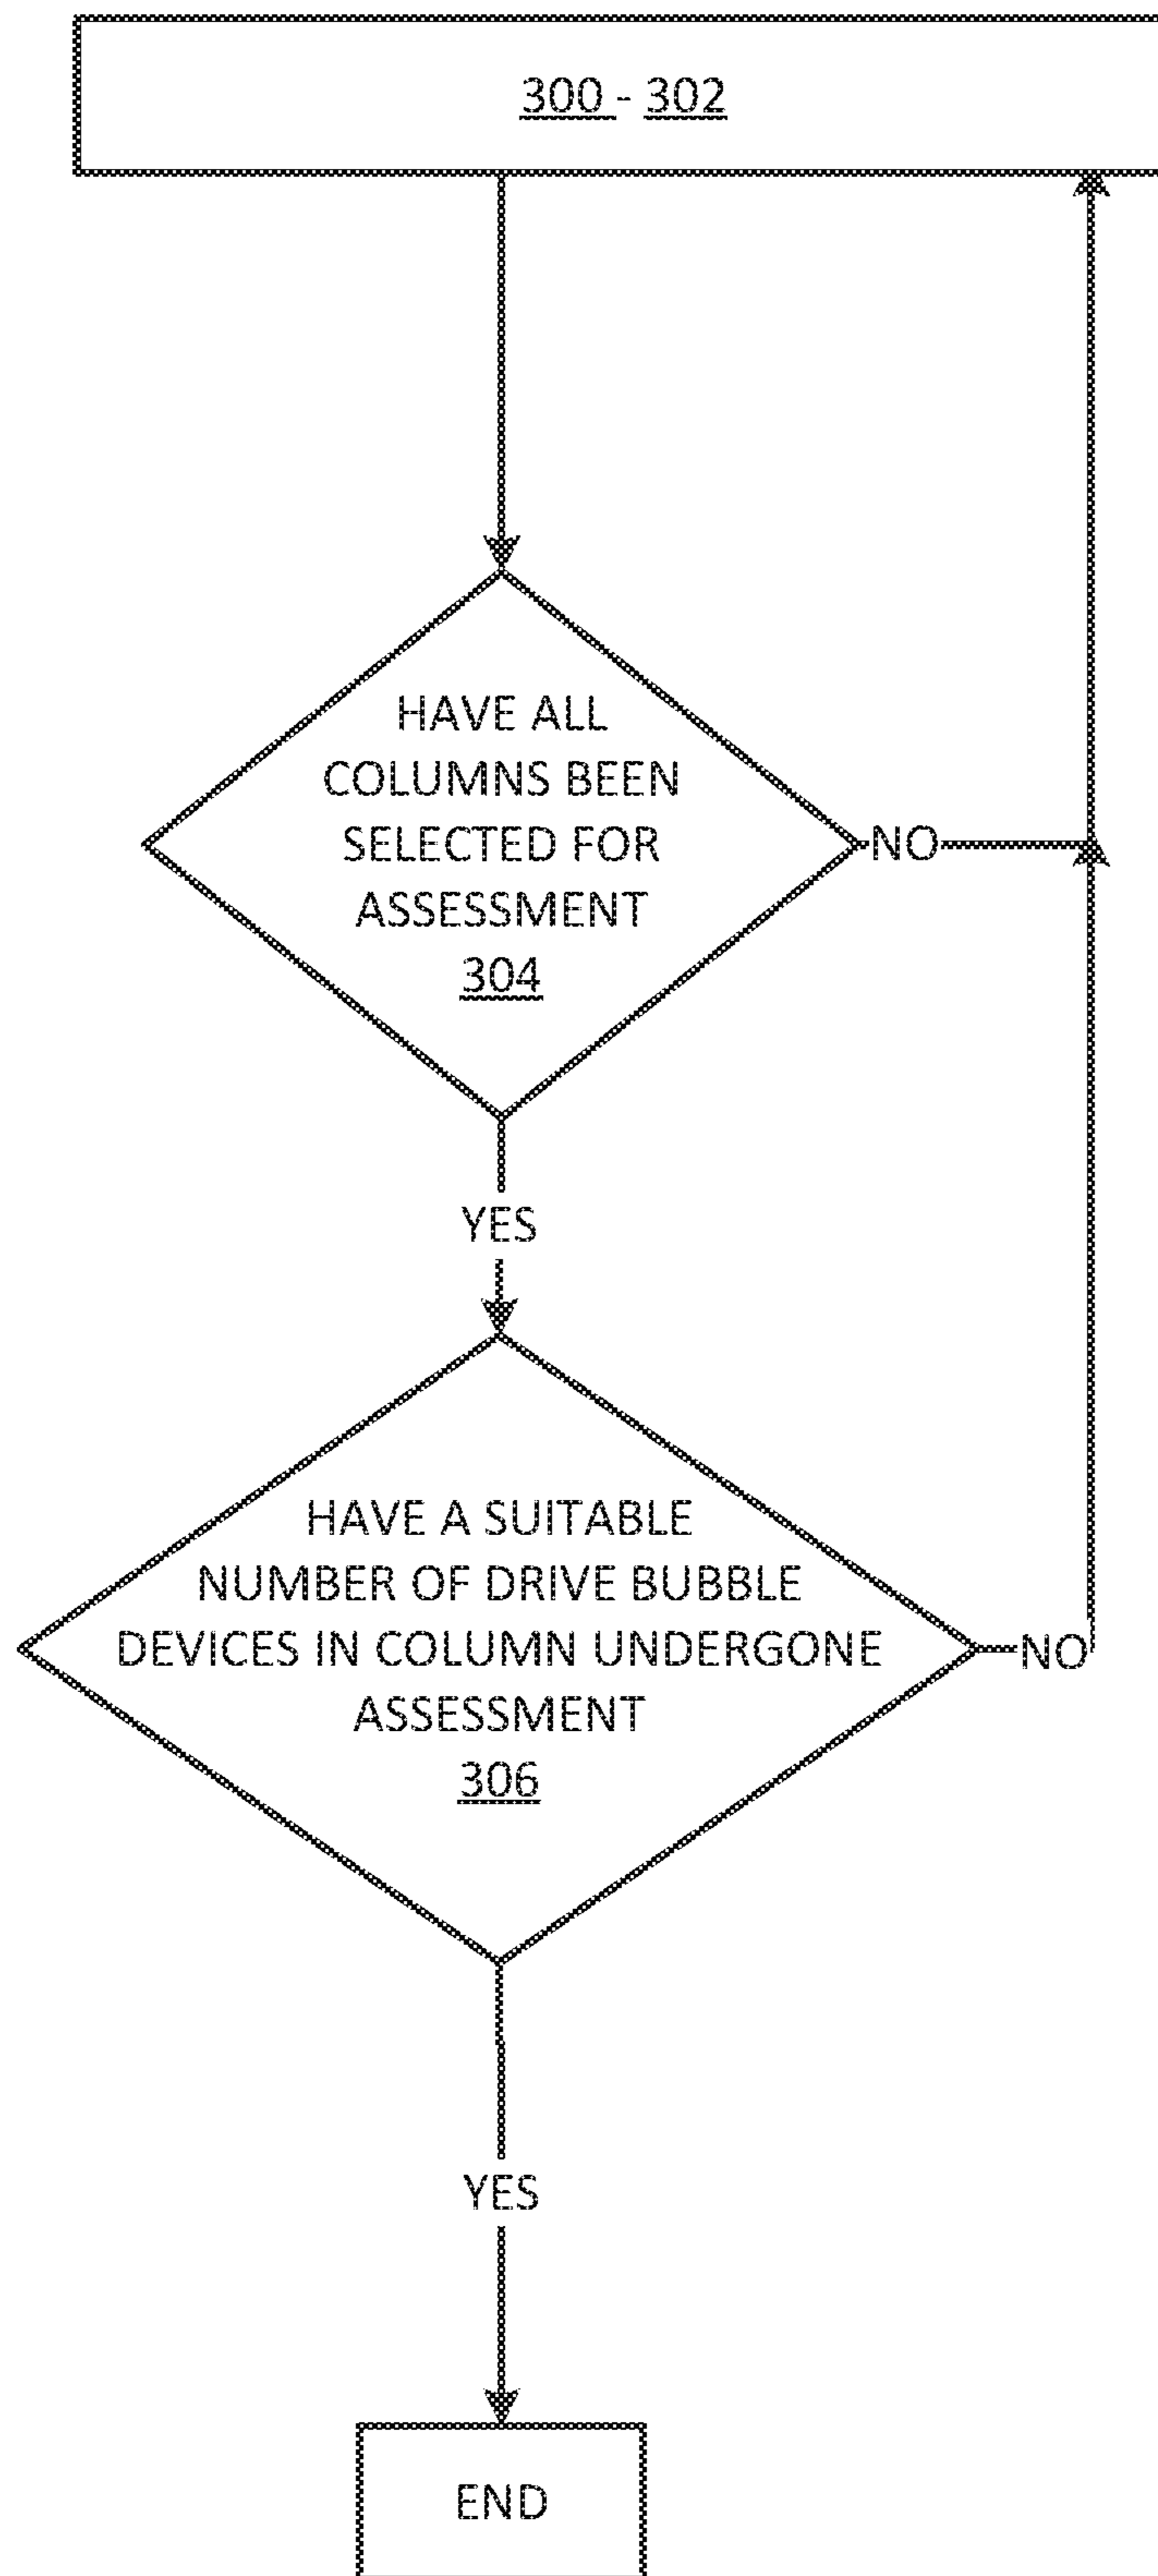 300 - 302
HAVE ALL
COLUMNS BEEN
SELECTED FOR
ASSESSMENT
304
NO
YES
HAVE A SUITABLE
NUMBER OF DRIVE BUBBLE
DEVICES IN COLUMN UNDERGONE
ASSESSMENT
306
NO
YES
END